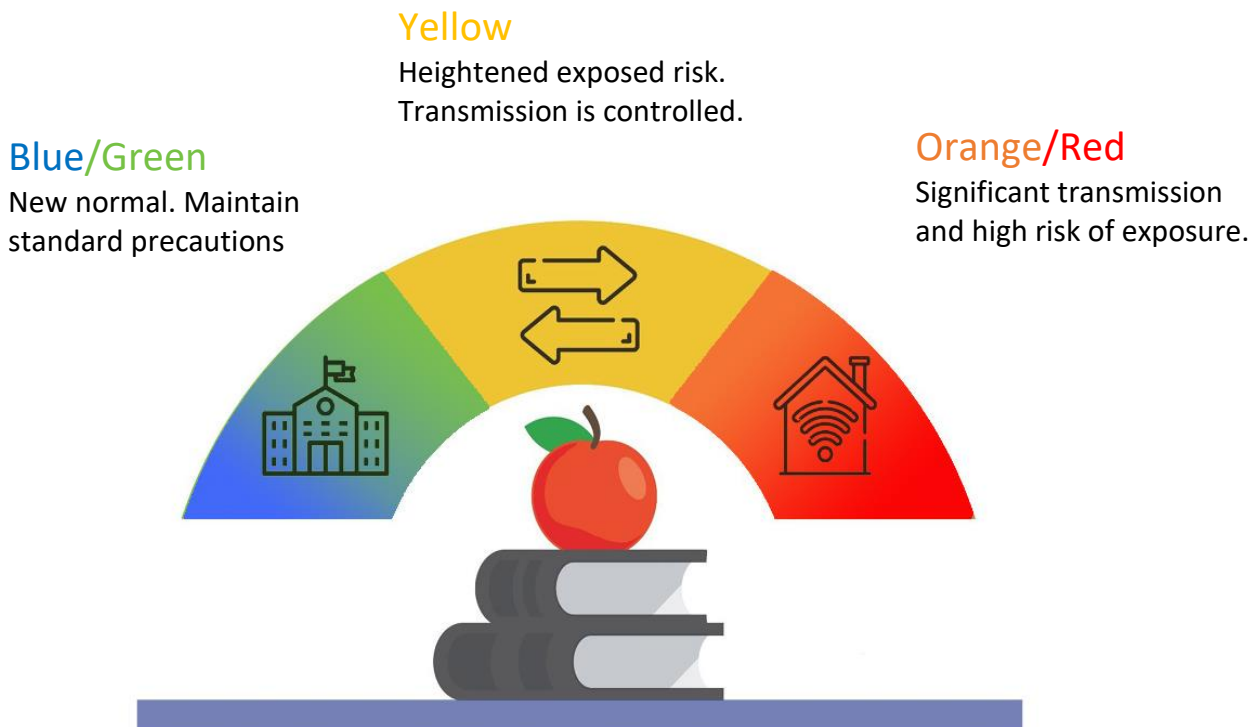 Yellow
Heightened exposed risk.
Transmission is controlled.
Blue/Green
New normal. Maintain
standard precautions
Orange/Red
Significant transmission
and high risk of exposure.